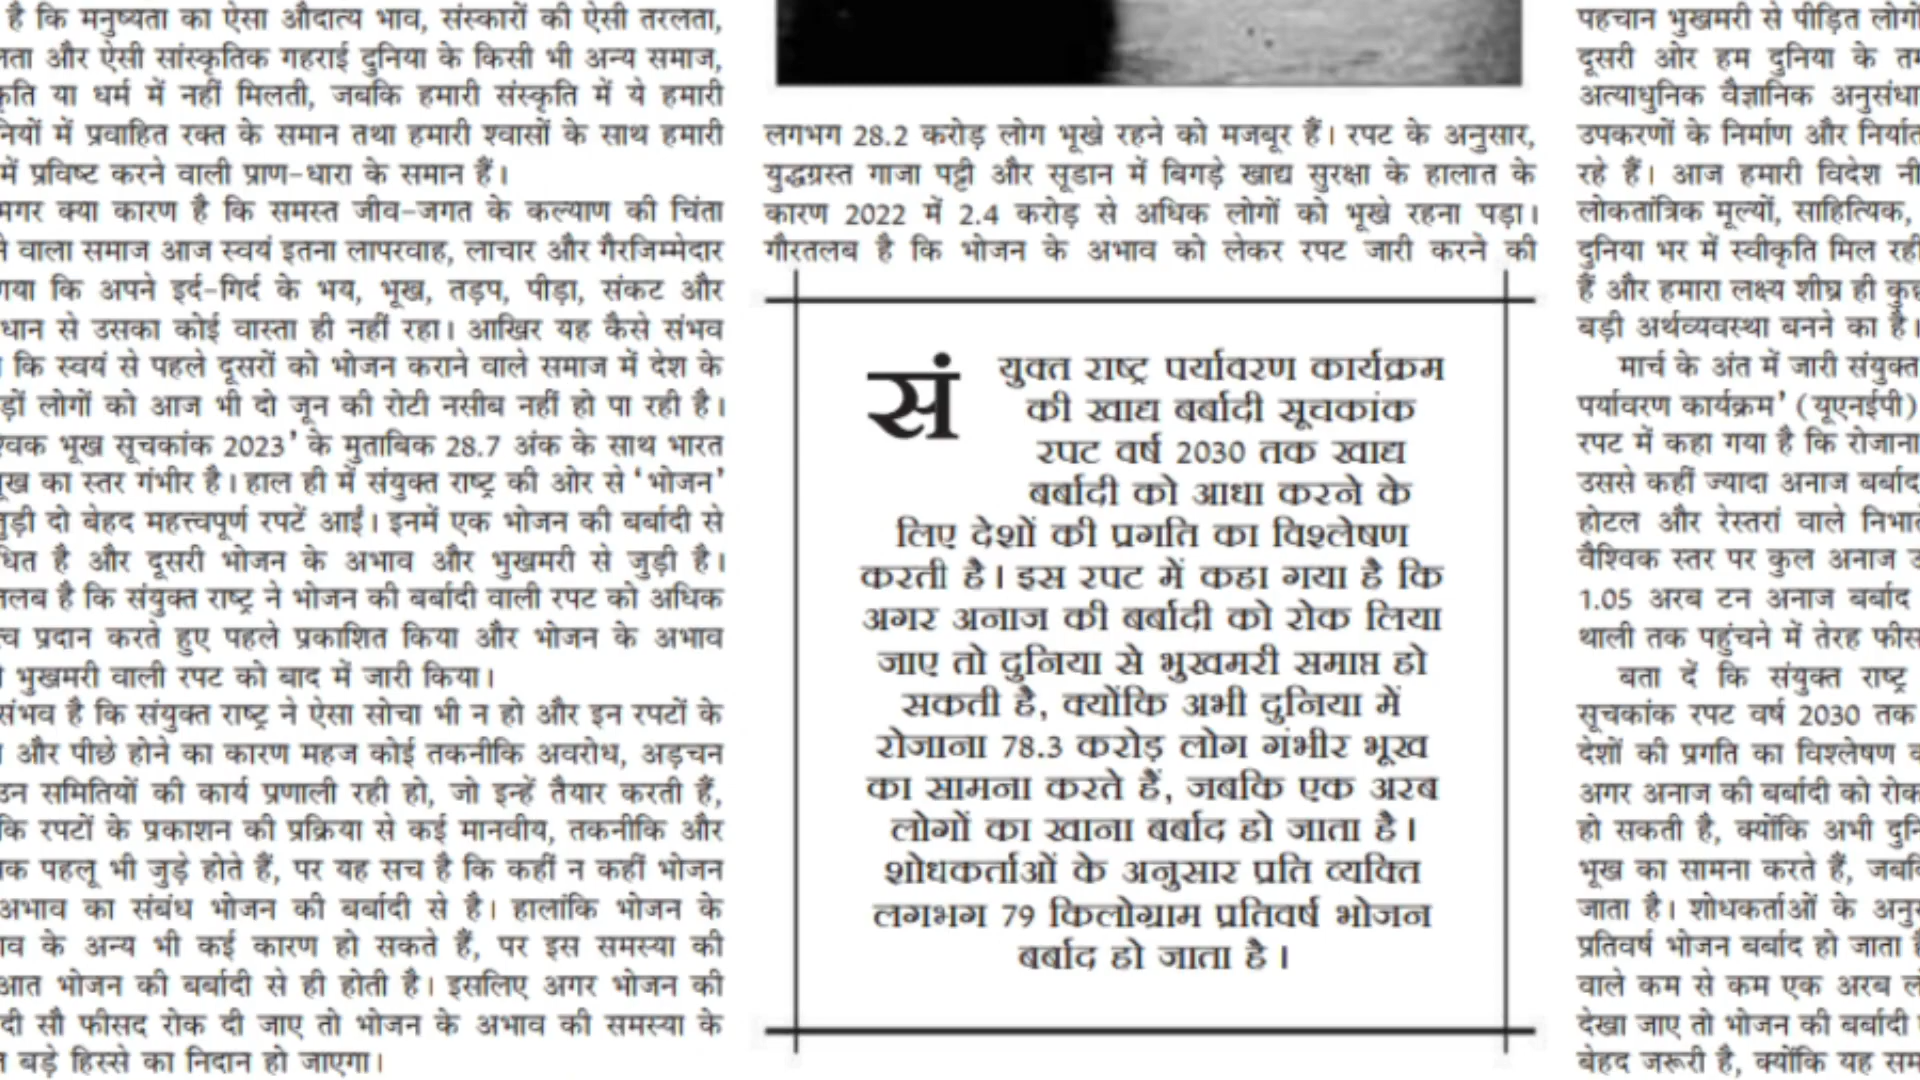 है कि मनुष्यता का ऐसा औदात्य भाव, संस्कारों की ऐसी तरलता,
और ऐसी सांस्कृतिक गहराई दुनिया के किसी भी अन्य समाज,
या धर्म में नहीं मिलती, जबकि हमारी संस्कृति में ये हमारी
में प्रवाहित रक्त के समान तथा हमारी श्वासों के साथ हमारी
में प्रविष्ट करने वाली प्राण-धारा के समान हैं।
मगर क्या कारण है कि समस्त जीव-जगत के कल्याण की चिंता
वाला समाज आज स्वयं इतना लापरवाह, लाचार और गैरजिम्मेदार
गया कि अपने इर्द-गिर्द के भय, भूख, तड़प, पीड़ा, संकट और
से उसका कोई वास्ता ही नहीं रहा। आखिर यह कैसे संभव
कि स्वयं से पहले दूसरों को भोजन कराने वाले समाज में देश के
लोगों को आज भी दो जून की रोटी नसीब नहीं हो पा रही है।
भूख सूचकांक 2023' के मुताबिक 28.7 अंक के साथ भारत
का स्तर गंभीर है। हाल ही में संयुक्त राष्ट्र की ओर से 'भोजन'
दो बेहद महत्त्वपूर्ण रपटें आईं। इनमें एक भोजन की बर्बादी से
है और दूसरी भोजन के अभाव और भुखमरी से जुड़ी है।
है कि संयुक्त राष्ट्र ने भोजन की बर्बादी वाली रपट को अधिक
प्रदान करते हुए पहले प्रकाशित किया और भोजन के अभाव
भुखमरी वाली रपट को बाद में जारी किया।
संभव है कि संयुक्त राष्ट्र ने ऐसा सोचा भी न हो और इन रपटों के
और पीछे होने का कारण महज कोई तकनीकि अवरोध, अड़चन
उन समितियों की कार्य प्रणाली रही हो, जो इन्हें तैयार करती हैं,
कि रपटों के प्रकाशन की प्रक्रिया से कई मानवीय, तकनीकि और
पहलू भी जुड़े होते हैं, पर यह सच है कि कहीं न कहीं भोजन
अभाव का संबंध भोजन की बर्बादी से है। हालांकि भोजन के
के अन्य भी कई कारण हो सकते हैं, पर इस समस्या की
भोजन की बर्बादी से ही होती है। इसलिए अगर भोजन की
सौ फीसद रोक दी जाए तो भोजन के अभाव की समस्या के
बड़े हिस्से का निदान हो जाएगा।
लगभग 28.2 करोड़ लोग भूखे रहने को मजबूर हैं। रपट के अनुसार,
युद्धग्रस्त गाजा पट्टी और सूडान में बिगड़े खाद्य सुरक्षा के हालात के
कारण 2022 में 2.4 करोड़ से अधिक लोगों को भूखे रहना पड़ा।
गौरतलब है कि भोजन के अभाव को लेकर रपट जारी करने की
संयुक्त राष्ट्र पर्यावरण कार्यक्रम
की खाद्य बर्बादी सूचकांक
रपट वर्ष 2030 तक खाद्य
बर्बादी को आधा करने के
लिए देशों की प्रगति का विश्लेषण
करती है। इस रपट में कहा गया है कि
अगर अनाज की बर्बादी को रोक लिया
जाए तो दुनिया से भुखमरी समाप्त हो
सकती है, क्योंकि अभी दुनिया में
रोजाना 78.3 करोड़ लोग गंभीर भूख
का सामना करते हैं, जबकि एक अरब
लोगों का खाना बर्बाद हो जाता है।
शोधकर्ताओं के अनुसार प्रति व्यक्ति
लगभग 79 किलोग्राम प्रतिवर्ष भोजन
बर्बाद हो जाता है।
पहचान भुखमरी से पीड़ित लोगों
दूसरी ओर हम दुनिया के
अत्याधुनिक वैज्ञानिक
उपकरणों के निर्माण और
रहे हैं। आज हमारी विदेश
लोकतांत्रिक मूल्यों, साहित्यिक,
दुनिया भर में स्वीकृति मिल रही
हैं और हमारा लक्ष्य शीघ्र ही
बड़ी अर्थव्यवस्था बनने का है।
मार्च के अंत में जारी संयुक्त
पर्यावरण कार्यक्रम' (यूएनईपी)
रपट में कहा गया है कि रोजाना
उससे कहीं ज्यादा अनाज बर्बाद
होटल और रेस्तरां वाले
वैश्विक स्तर पर कुल अनाज
1.05 अरब टन अनाज बर्बाद
थाली तक पहुंचने में तेरह
बता दें कि संयुक्त राष्ट्र
सूचकांक रपट वर्ष 2030 तक
देशों की प्रगति का विश्लेषण
अगर अनाज की बर्बादी को रोक
हो सकती है, क्योंकि अभी
भूख का सामना करते हैं,
जाता है। शोधकर्ताओं के
प्रतिवर्ष भोजन बर्बाद हो जाता
वाले कम से कम एक अरब
देखा जाए तो भोजन की बर्बादी
बेहद जरूरी है, क्योंकि यह